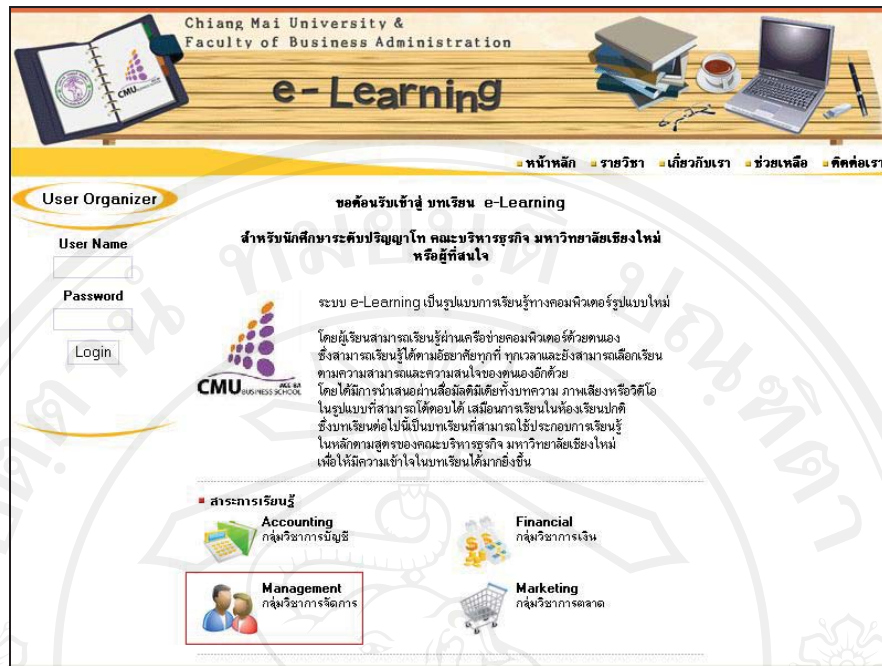 Chiang Mai University &
Faculty of Business Administration
e-Learning
หน้าหลัก รายวิชา เกี่ยวกับเรา ช่วยเหลือ ติดต่อเรา
User Organizer
User Name
Password
Login
ขอต้อนรับเข้าสู่ บทเรียน e-Learning
สำหรับนักศึกษาระดับปริญญาโท คณะบริหารธุรกิจ มหาวิทยาลัยเชียงใหม่
หรือผู้ที่สนใจ
CMU BUSINESS SCHOOL
ระบบ e-Learning เป็นรูปแบบการเรียนรู้ทางคอมพิวเตอร์รูปแบบใหม่
โดยผู้เรียนสามารถเรียนรู้ผ่านเครือข่ายคอมพิวเตอร์ด้วยตนเอง
ซึ่งสามารถเรียนรู้ได้ตามอัธยาศัยทุกที่ ทุกเวลาและยังสามารถเลือกเรียน
ตามความสามารถและความสนใจของตนเองอีกด้วย
โดยได้มีการนำเสนอผ่านสื่อมัลติมีเดียทั้งบทความ ภาพเสียงหรือวิดีโอ
ในรูปแบบที่สามารถโต้ตอบได้ เสมือนการเรียนในห้องเรียนปกติ
ซึ่งบทเรียนต่อไปนี้เป็นบทเรียนที่สามารถใช้ประกอบการเรียนรู้
ในหลักตามสูตรของคณะบริหารธุรกิจ มหาวิทยาลัยเชียงใหม่
เพื่อให้มีความเข้าใจในบทเรียนได้มากยิ่งขึ้น
สาระการเรียนรู้
Accounting
กลุ่มวิชาการบัญชี
Financial
กลุ่มวิชาการเงิน
Management
กลุ่มวิชาการจัดการ
Marketing
กลุ่มวิชาการตลาด